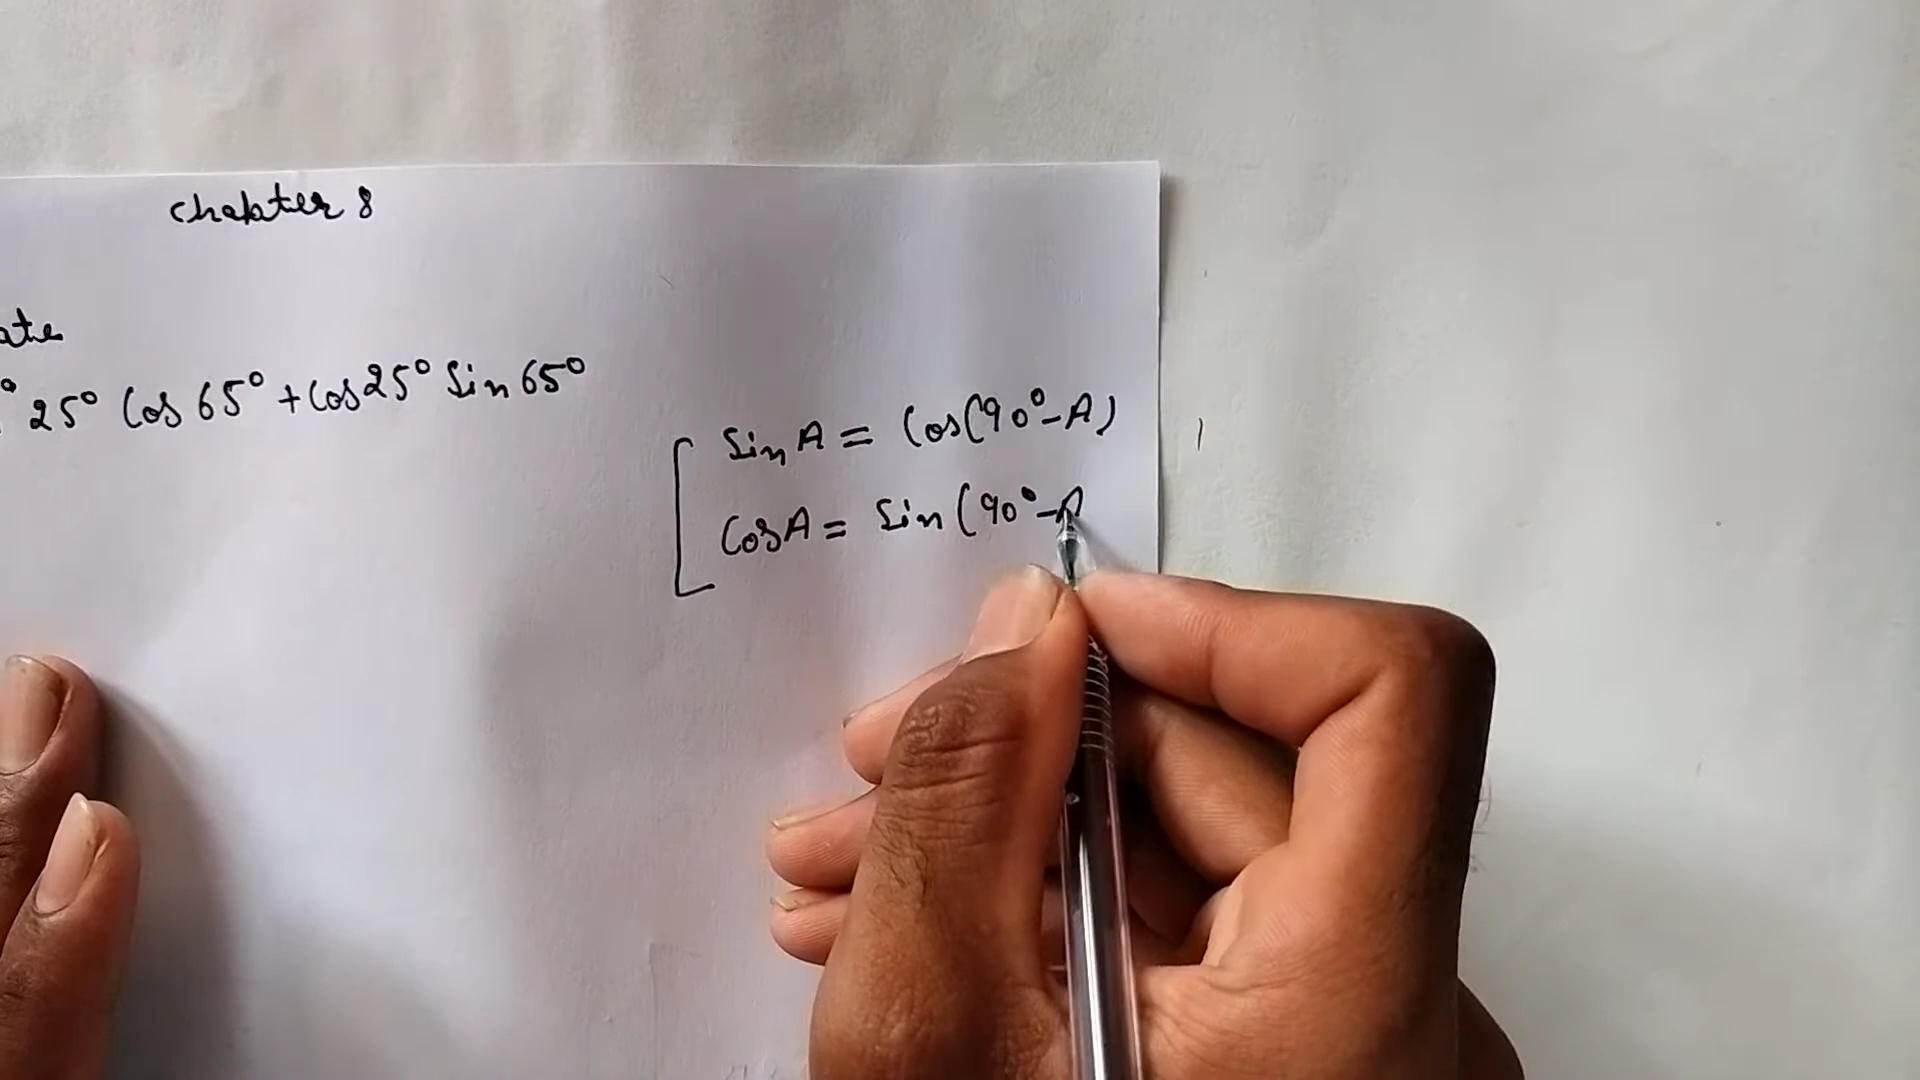 Chapter 8
ate
25° Cos 65° + Cos 25° Sin 65°
Sin A = Cos(90° - A)
Cos A = Sin (90° - A